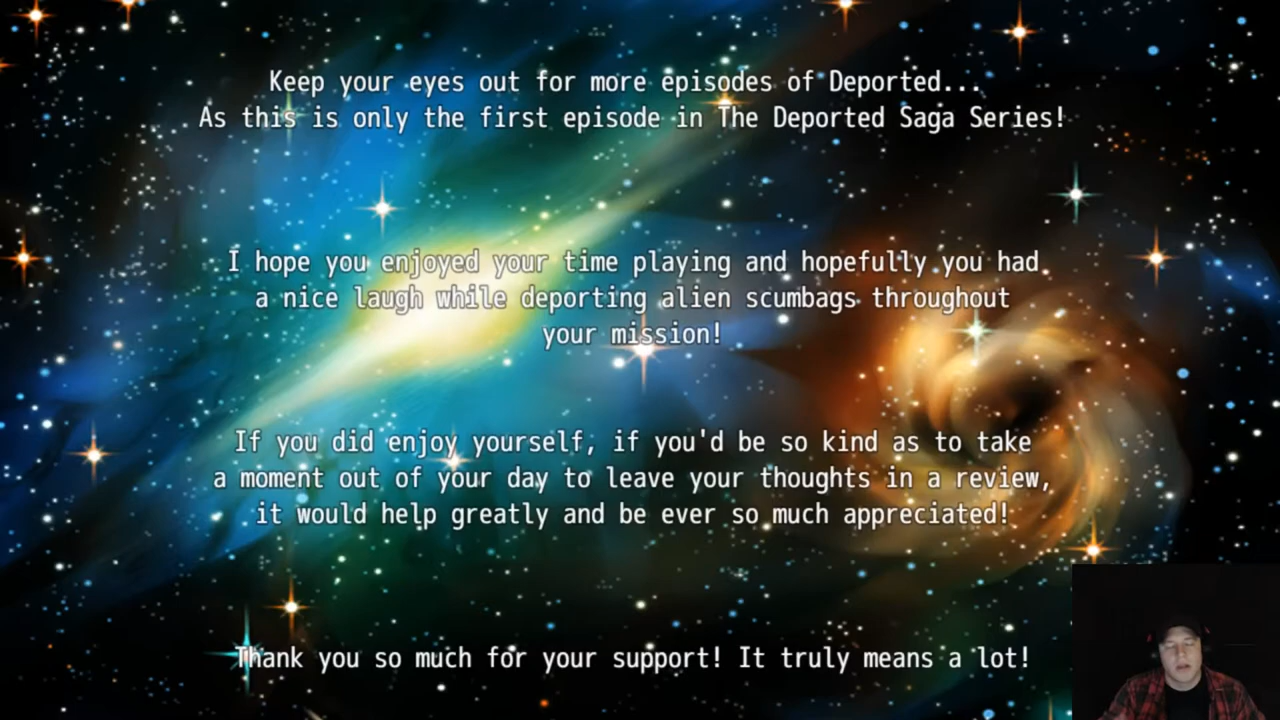 Keep your eyes out for more episodes of Deported...
As this is only the first episode in The Deported Saga Series!
I hope you enjoyed your time playing and hopefully you had
a nice laugh while deporting alien scumbags throughout
your mission!
If you did enjoy yourself, if you'd be so kind as to take
a moment out of your day to leave your thoughts in a review,
it would help greatly and be ever so much appreciated!
Thank you so much for your support! It truly means a lot!